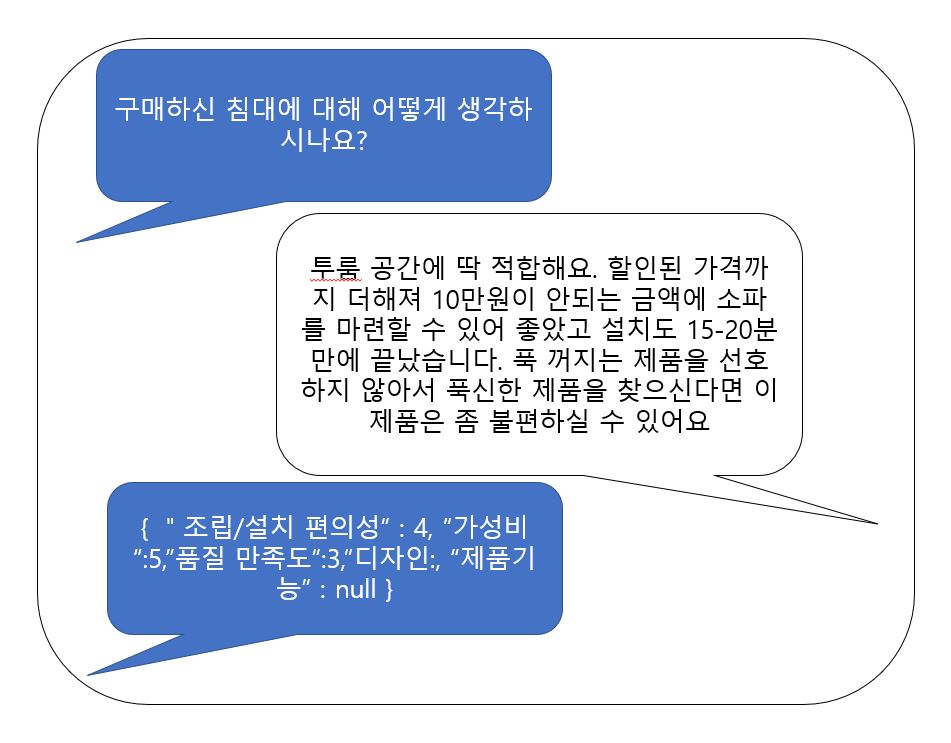 구매하신 침대에 대해 어떻게 생각하
시나요?
투룸 공간에 딱 적합해요. 할인된 가격까
지 더해져 10만원이 안되는 금액에 소파
를 마련할 수 있어 좋았고 설치도 15-20분
만에 끝났습니다. 푹 꺼지는 제품을 선호
하지 않아서 푹신한 제품을 찾으신다면 이
제품은 좀 불편하실 수 있어요
{  " 조립/설치 편의성“ : 4, “가성비
“:5,”품질 만족도“:3,”디자인:, “제품기
능” : null }